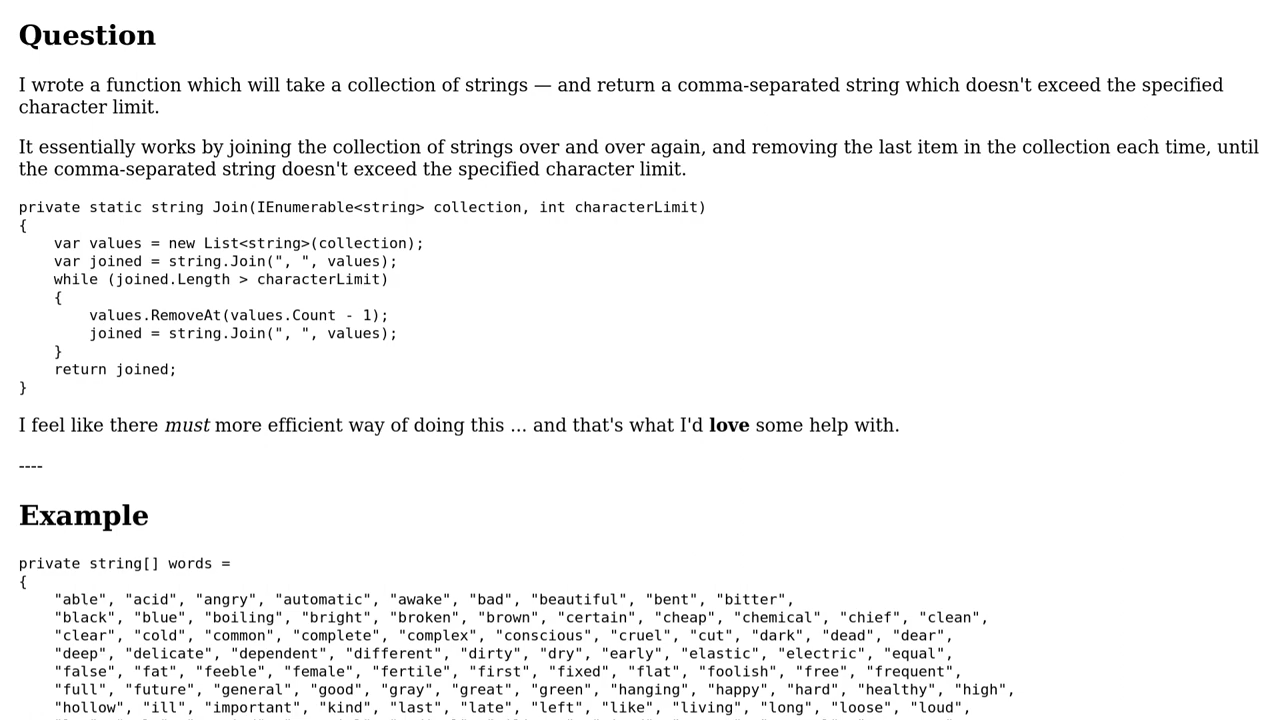 Question
I wrote a function which will take a collection of strings — and return a comma-separated string which doesn't exceed the specified
character limit.
It essentially works by joining the collection of strings over and over again, and removing the last item in the collection each time, until
the comma-separated string doesn't exceed the specified character limit.
private static string Join(IEnumerable<string> collection, int characterLimit)
{
    var values = new List<string>(collection);
    var joined = string.Join(", ", values);
    while (joined.Length > characterLimit)
    {
        values.RemoveAt(values.Count - 1);
        joined = string.Join(", ", values);
    }
    return joined;
}
I feel like there must more efficient way of doing this ... and that's what I'd love some help with.
----
Example
private string[] words =
{
    "able", "acid", "angry", "automatic", "awake", "bad", "beautiful", "bent", "bitter",
    "black", "blue", "boiling", "bright", "broken", "brown", "certain", "cheap", "chemical", "chief", "clean",
    "clear", "cold", "common", "complete", "complex", "conscious", "cruel", "cut", "dark", "dead", "dear",
    "deep", "delicate", "dependent", "different", "dirty", "dry", "early", "elastic", "electric", "equal",
    "false", "fat", "feeble", "female", "fertile", "first", "fixed", "flat", "foolish", "free", "frequent",
    "full", "future", "general", "good", "gray", "great", "green", "hanging", "happy", "hard", "healthy", "high",
    "hollow", "ill", "important", "kind", "last", "late", "left", "like", "living", "long", "loose", "loud",